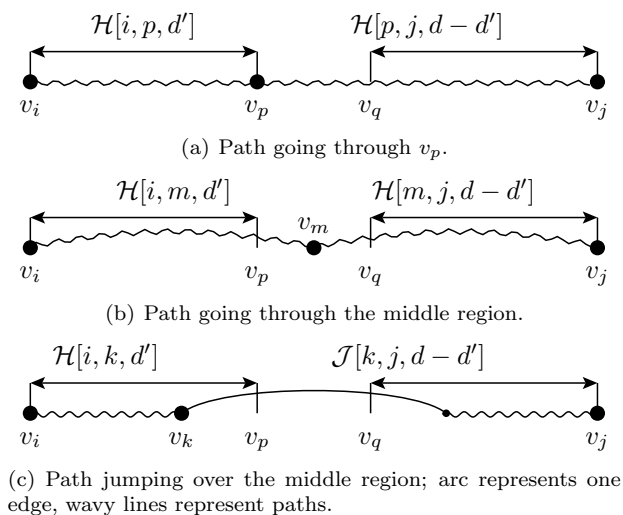 𝓗[i, p, d′] 𝓗[p, j, d − d′]
v_i v_p v_q v_j
(a) Path going through v_p.
𝓗[i, m, d′] v_m 𝓗[m, j, d − d′]
v_i v_p v_q v_j
(b) Path going through the middle region.
𝓗[i, k, d′] 𝓙[k, j, d − d′]
v_i v_k v_p v_q v_j
(c) Path jumping over the middle region; arc represents one
edge, wavy lines represent paths.